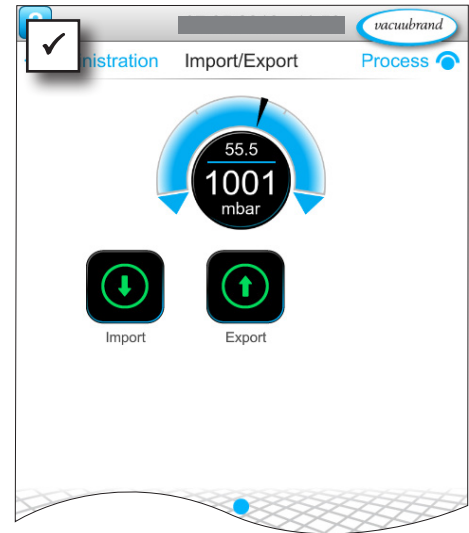 vacuubrand
nistration Import/Export Process
55.5
1001
mbar
Import Export